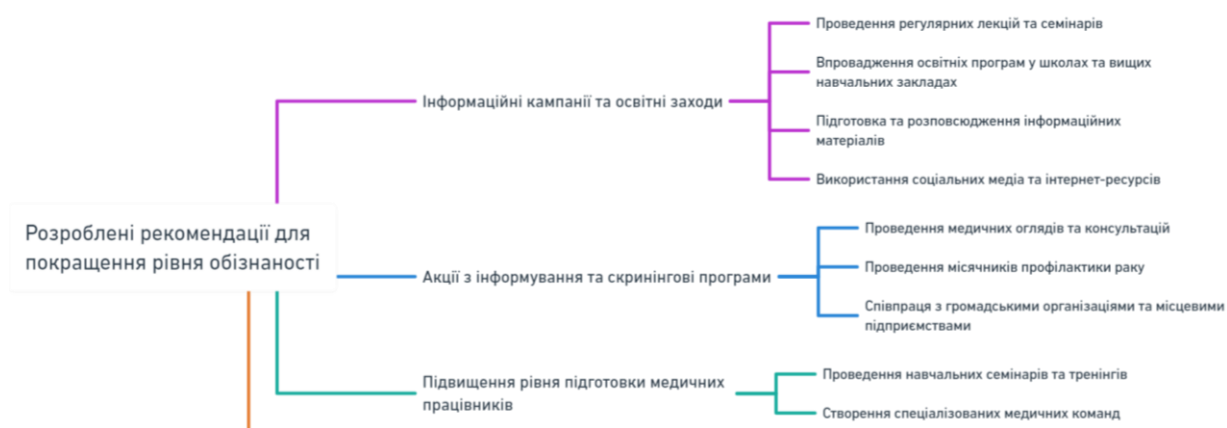 Проведення регулярних лекцій та семінарів
Впровадження освітніх програм у школах та вищих
навчальних закладах
Інформаційні кампанії та освітні заходи
Підготовка та розповсюдження інформаційних
матеріалів
Використання соціальних медіа та інтернет-ресурсів
Розроблені рекомендації для
покращення рівня обізнаності
Проведення медичних оглядів та консультацій
Акції з інформування та скринінгові програми
Проведення місячників профілактики раку
Співпраця з громадськими організаціями та місцевими
підприємствами
Підвищення рівня підготовки медичних
працівників
Проведення навчальних семінарів та тренінгів
Створення спеціалізованих медичних команд